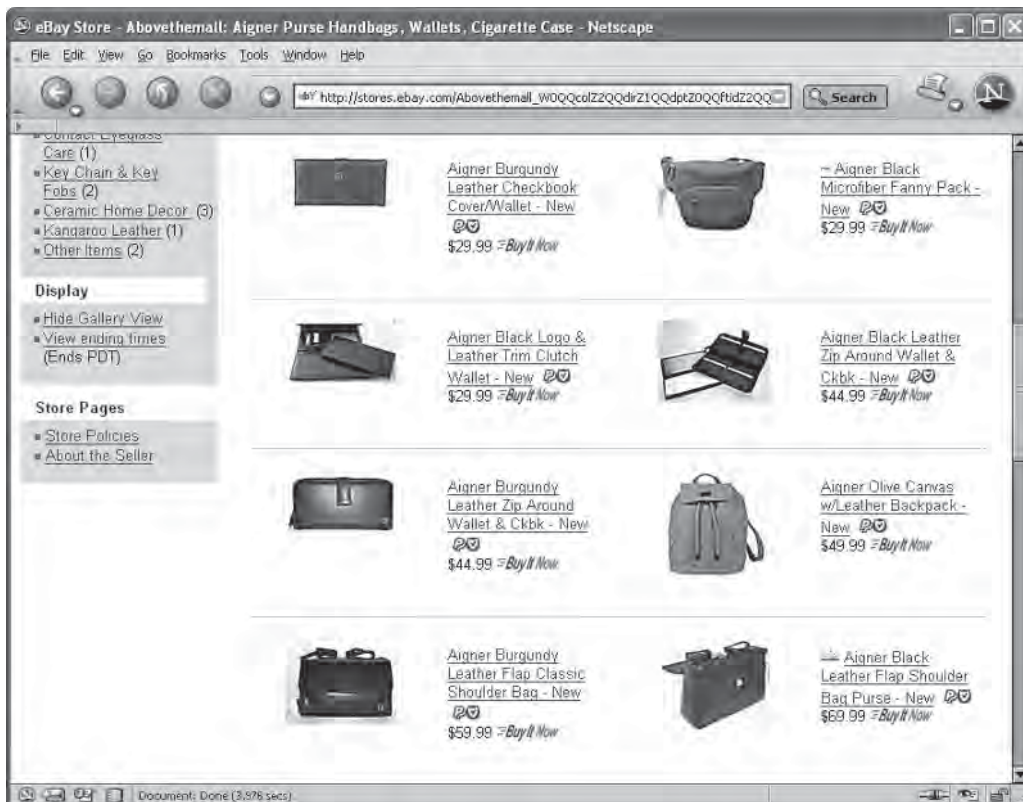 eBay Store - Abovethemall: Aigner Purse Handbags, Wallets, Cigarette Case - Netscape
File Edit View Go Bookmarks Tools Window Help
http://stores.ebay.com/Abovethemall_W0QQcolZ2QQdirZ1QQdptZ0QQftidZ2QQ
Search
N
Contact Eyeglass
Care (1)
Key Chain & Key
Fobs (2)
Ceramic Home Decor (3)
Kangaroo Leather (1)
Other Items (2)
Display
Hide Gallery View
View ending times
(Ends PDT)
Store Pages
Store Policies
About the Seller
Aigner Burgundy
Leather Checkbook
Cover/Wallet - New
$29.99 =Buy It Now
~ Aigner Black
Microfiber Fanny Pack -
New
$29.99 =Buy It Now
Aigner Black Logo &
Leather Trim Clutch
Wallet - New
$29.99 =Buy It Now
Aigner Black Leather
Zip Around Wallet &
Ckbk - New
$44.99 =Buy It Now
Aigner Burgundy
Leather Zip Around
Wallet & Ckbk - New
$44.99 =Buy It Now
Aigner Olive Canvas
w/Leather Backpack -
New
$49.99 =Buy It Now
Aigner Burgundy
Leather Flap Classic
Shoulder Bag - New
$59.99 =Buy It Now
Aigner Black
Leather Flap Shoulder
Bag Purse - New
$69.99 =Buy It Now
Document: Done (3.976 secs)